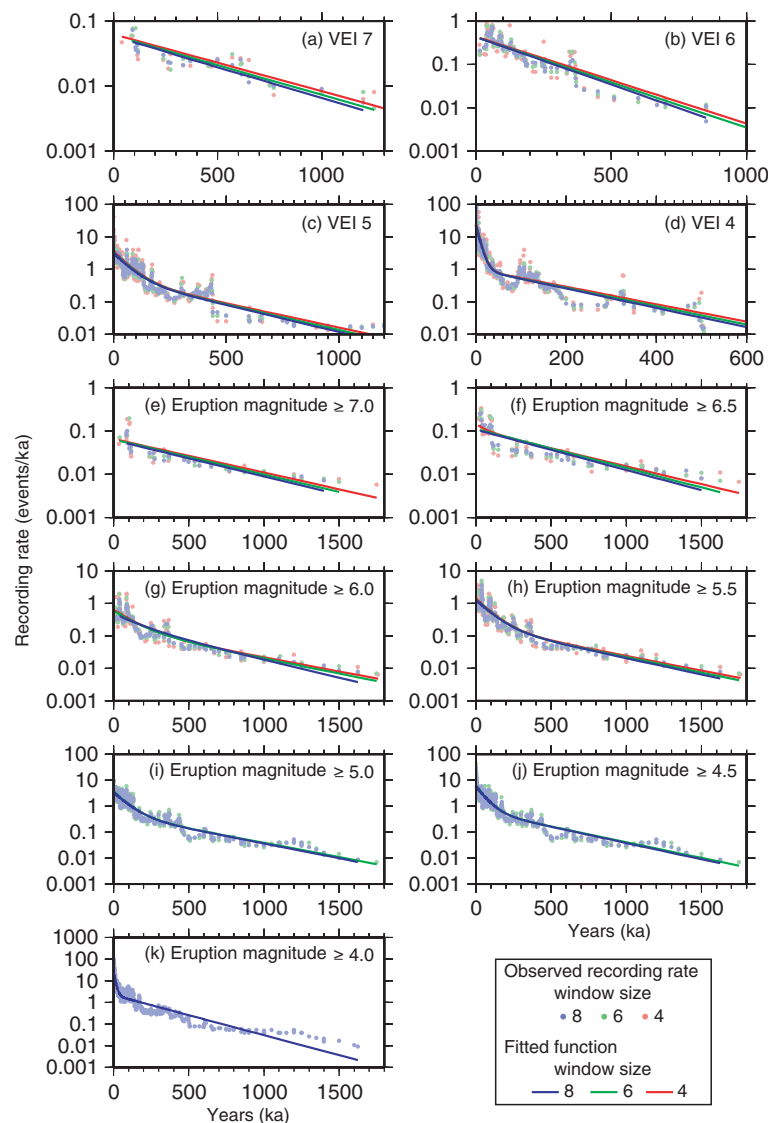 0.1
0.01
0.001
(a) VEI 7
0 500 1000
1
0.1
0.01
0.001
(b) VEI 6
0 500 1000
100
10
1
0.1
0.01
(c) VEI 5
0 500 1000
100
10
1
0.1
0.01
(d) VEI 4
0 200 400 600
1
0.1
0.01
0.001
(e) Eruption magnitude ≥ 7.0
0 500 1000 1500
1
0.1
0.01
0.001
(f) Eruption magnitude ≥ 6.5
0 500 1000 1500
Recording rate (events/ka)
10
1
0.1
0.01
0.001
(g) Eruption magnitude ≥ 6.0
0 500 1000 1500
10
1
0.1
0.01
0.001
(h) Eruption magnitude ≥ 5.5
0 500 1000 1500
100
10
1
0.1
0.01
0.001
(i) Eruption magnitude ≥ 5.0
0 500 1000 1500
100
10
1
0.1
0.01
0.001
(j) Eruption magnitude ≥ 4.5
0 500 1000 1500
Years (ka)
1000
100
10
1
0.1
0.01
0.001
(k) Eruption magnitude ≥ 4.0
0 500 1000 1500
Years (ka)
Observed recording rate
window size
8 6 4
Fitted function
window size
8 6 4